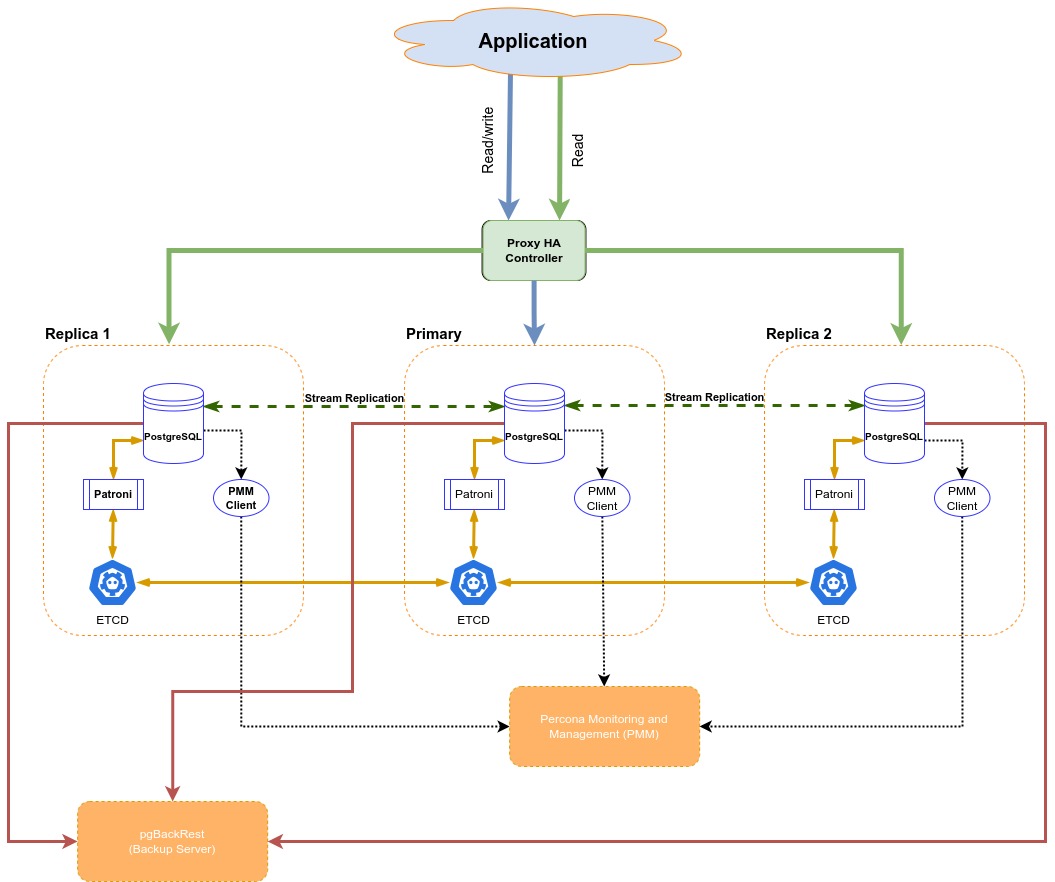 Application
Read/write
Read
Proxy HA
Controller
Replica 1
Primary
Replica 2
Stream Replication
Stream Replication
PostgreSQL
PostgreSQL
PostgreSQL
Patroni
PMM
Client
Patroni
PMM
Client
Patroni
PMM
Client
ETCD
ETCD
ETCD
Percona Monitoring and
Management (PMM)
pgBackRest
(Backup Server)